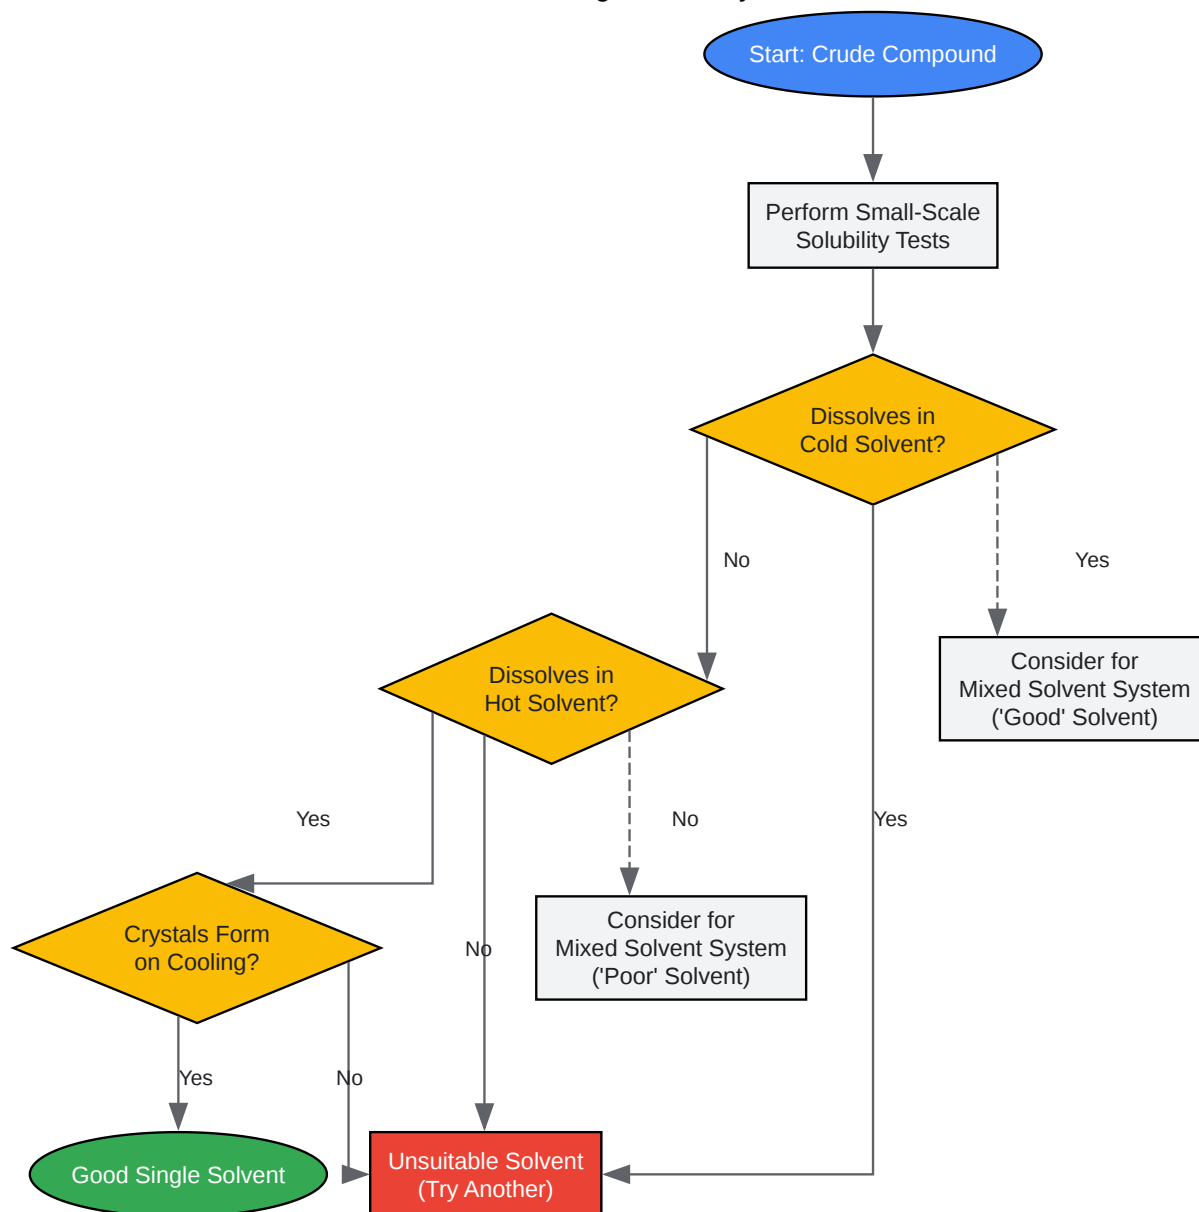 Start: Crude Compound
Perform Small-Scale
Solubility Tests
Dissolves in
Cold Solvent?
No
Yes
Consider for
Mixed Solvent System
('Good' Solvent)
Dissolves in
Hot Solvent?
Yes
No
Yes
Consider for
Mixed Solvent System
('Poor' Solvent)
Crystals Form
on Cooling?
No
Yes
No
Good Single Solvent
Unsuitable Solvent
(Try Another)